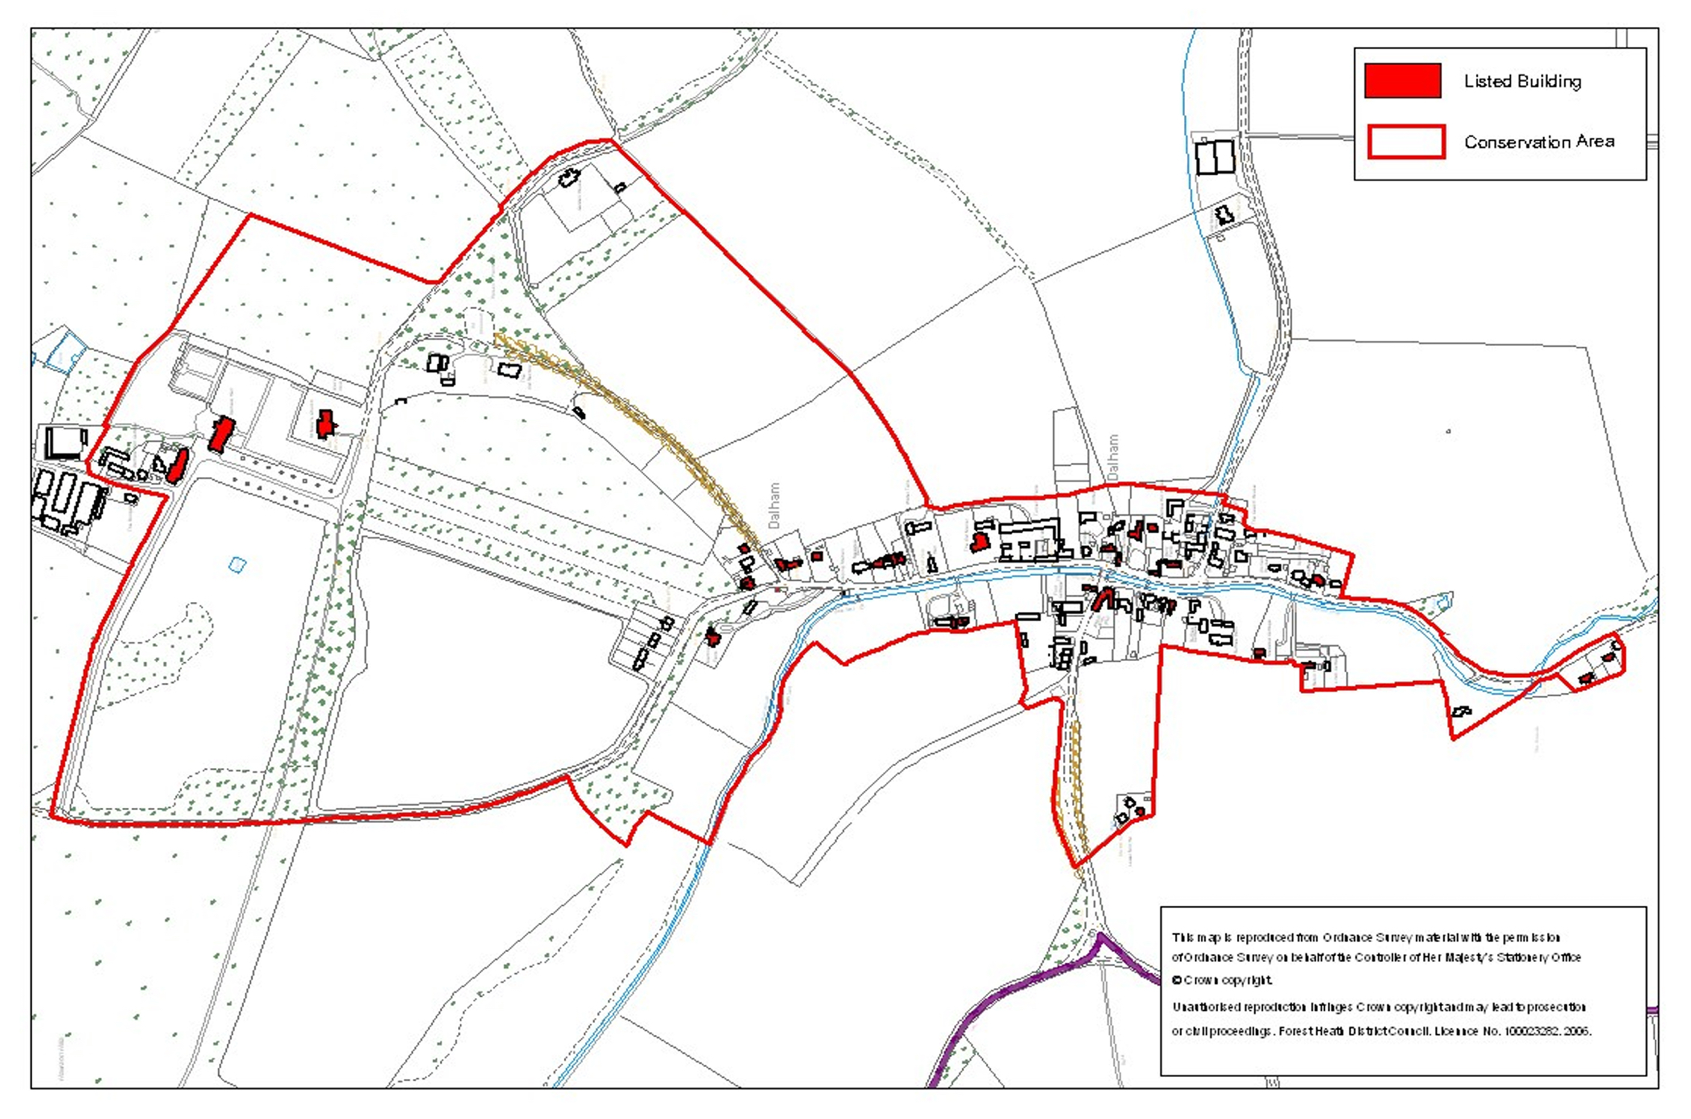 Listed Building
Conservation Area
Dalham
Dalham
This map is reproduced from Ordnance Survey material with the permission
of Ordnance Survey on behalf of the Controller of Her Majesty's Stationery Office
© Crown copyright.
Unauthorised reproduction infringes Crown copyright and may lead to prosecution
or civil proceedings. Forest Heath District Council. Licence No. 100023282. 2006.